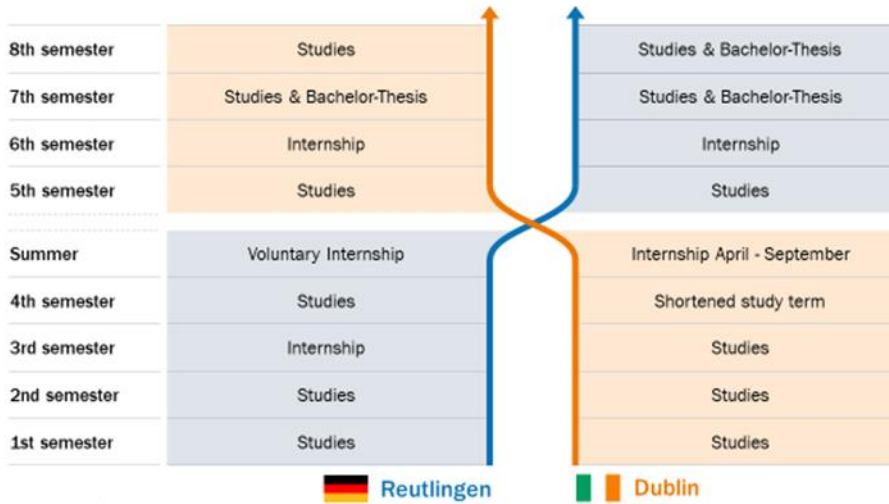 8th semester Studies Studies & Bachelor-Thesis
7th semester Studies & Bachelor-Thesis Studies & Bachelor-Thesis
6th semester Internship Internship
5th semester Studies Studies
Summer Voluntary Internship Internship April - September
4th semester Studies Shortened study term
3rd semester Internship Studies
2nd semester Studies Studies
1st semester Studies Studies
Reutlingen Dublin